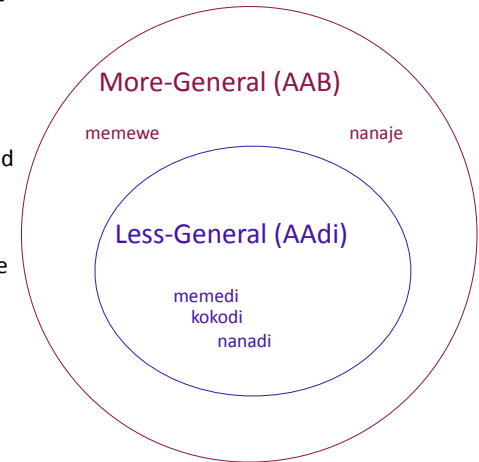 More-General (AAB)
memewe nanaje
d
Less-General (AAdi)
e
memedi
kokodi
nanadi